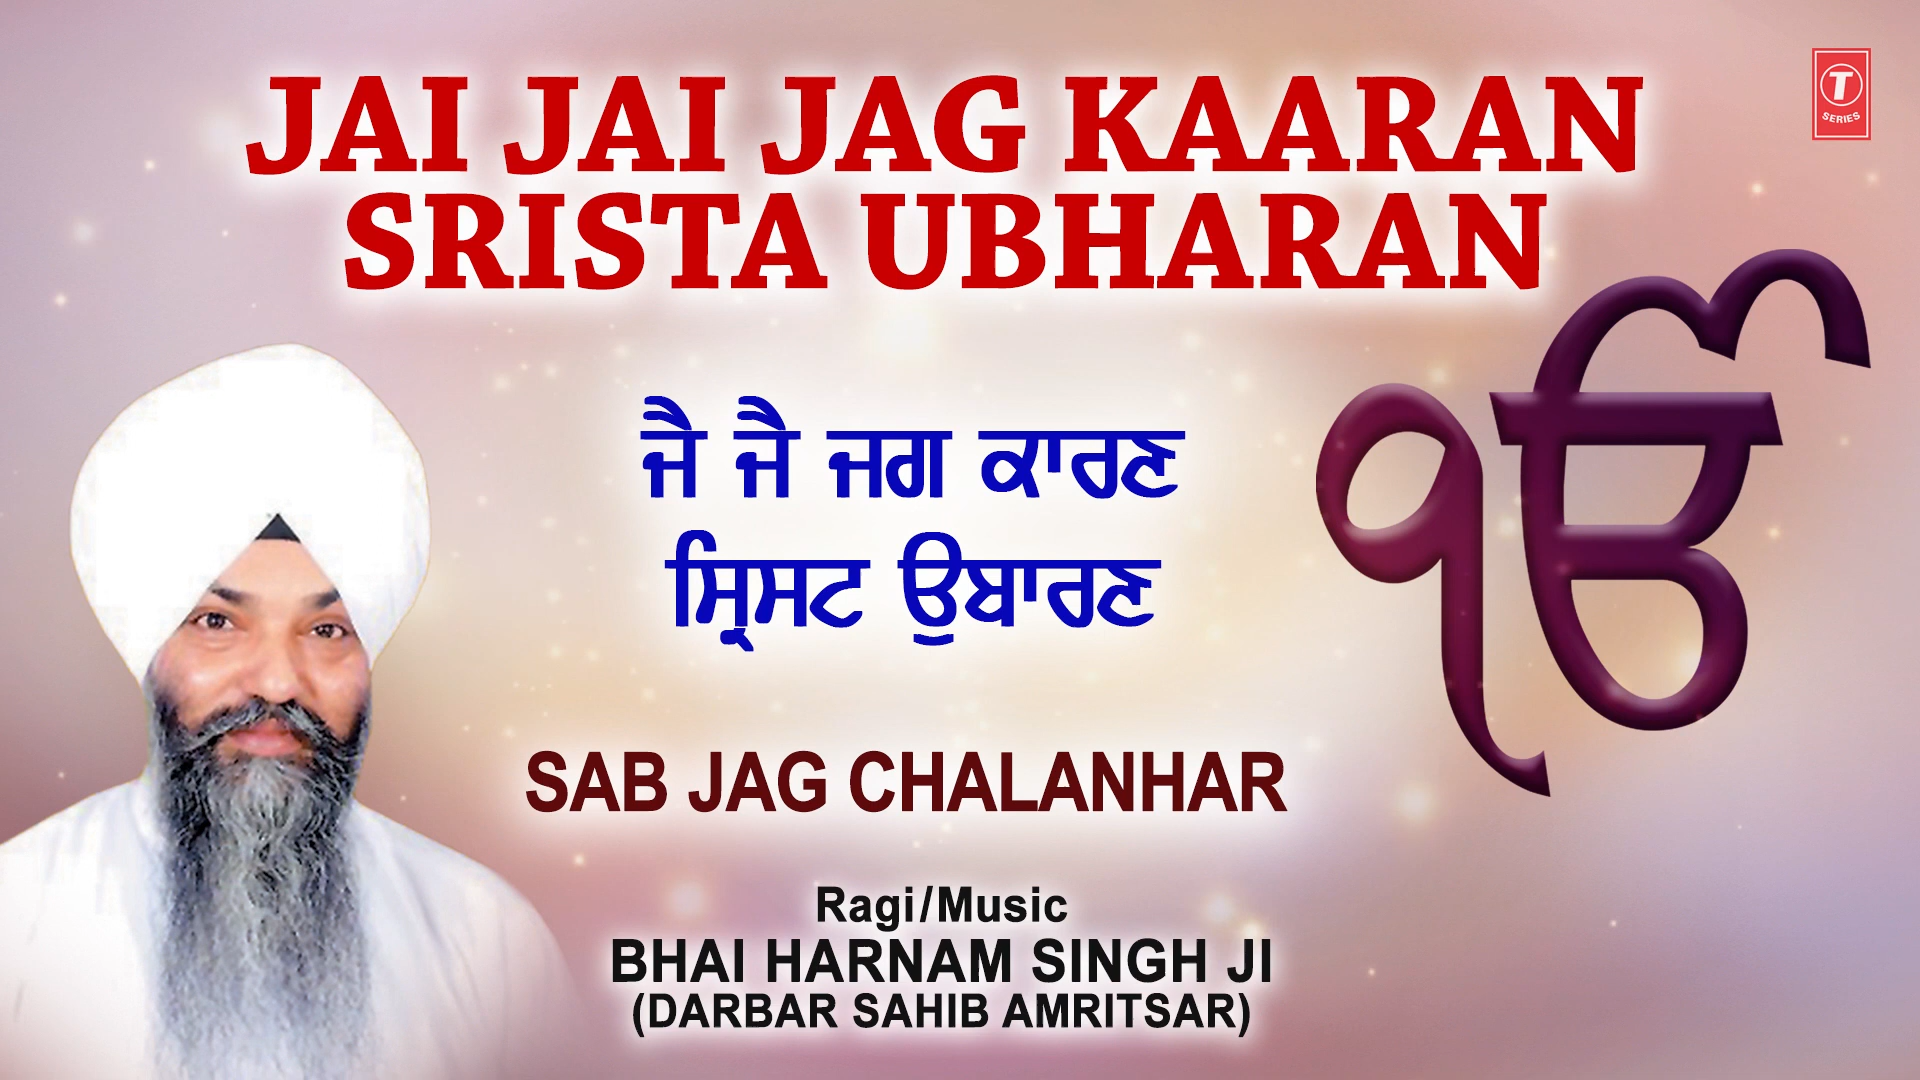 JAI JAI JAG KAARAN
SRISTA UBHARAN
T
SERIES
ਜੈ ਜੈ ਜਗ ਕਾਰਣ
ਸ੍ਰਿਸਟ ਉਬਾਰਣ
ੴ
SAB JAG CHALANHAR
Ragi/Music
BHAI HARNAM SINGH JI
(DARBAR SAHIB AMRITSAR)